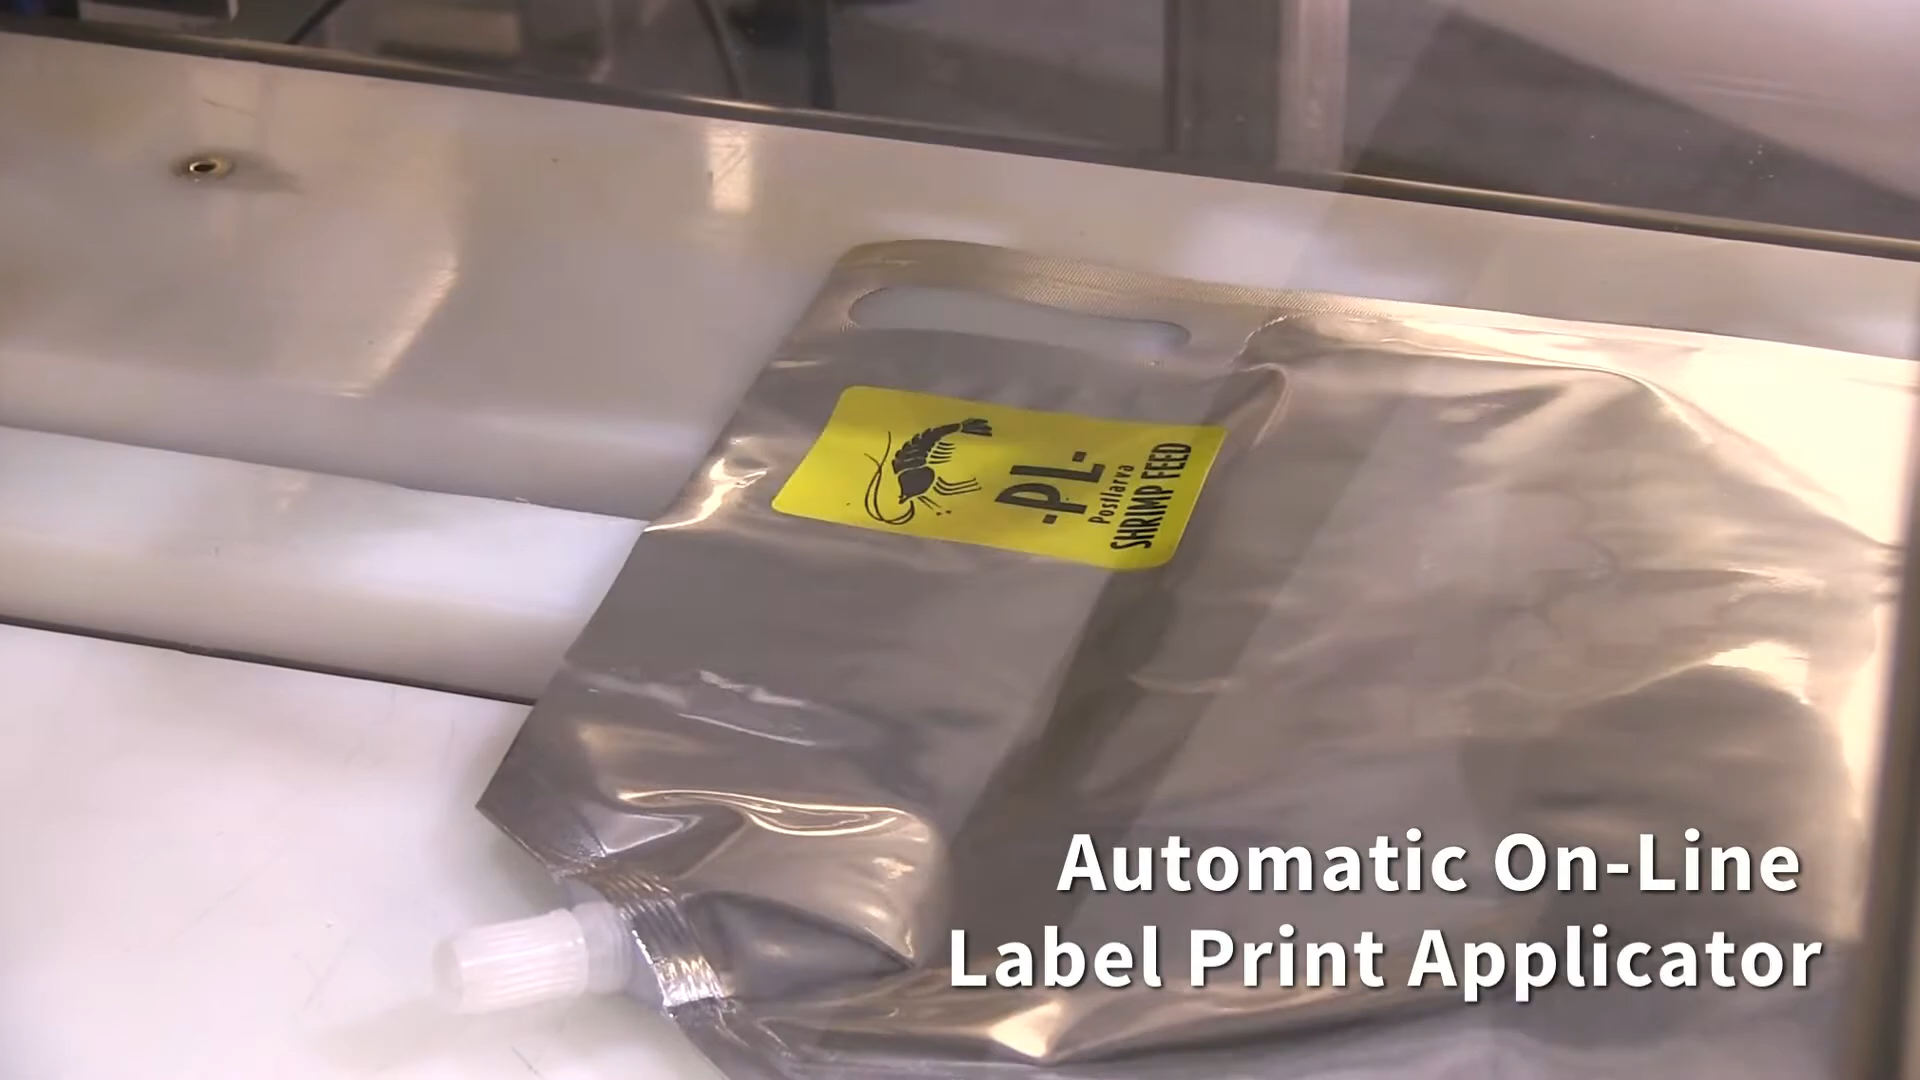 -PL-
Postlarva
SHRIMP FEED
Automatic On-Line
Label Print Applicator